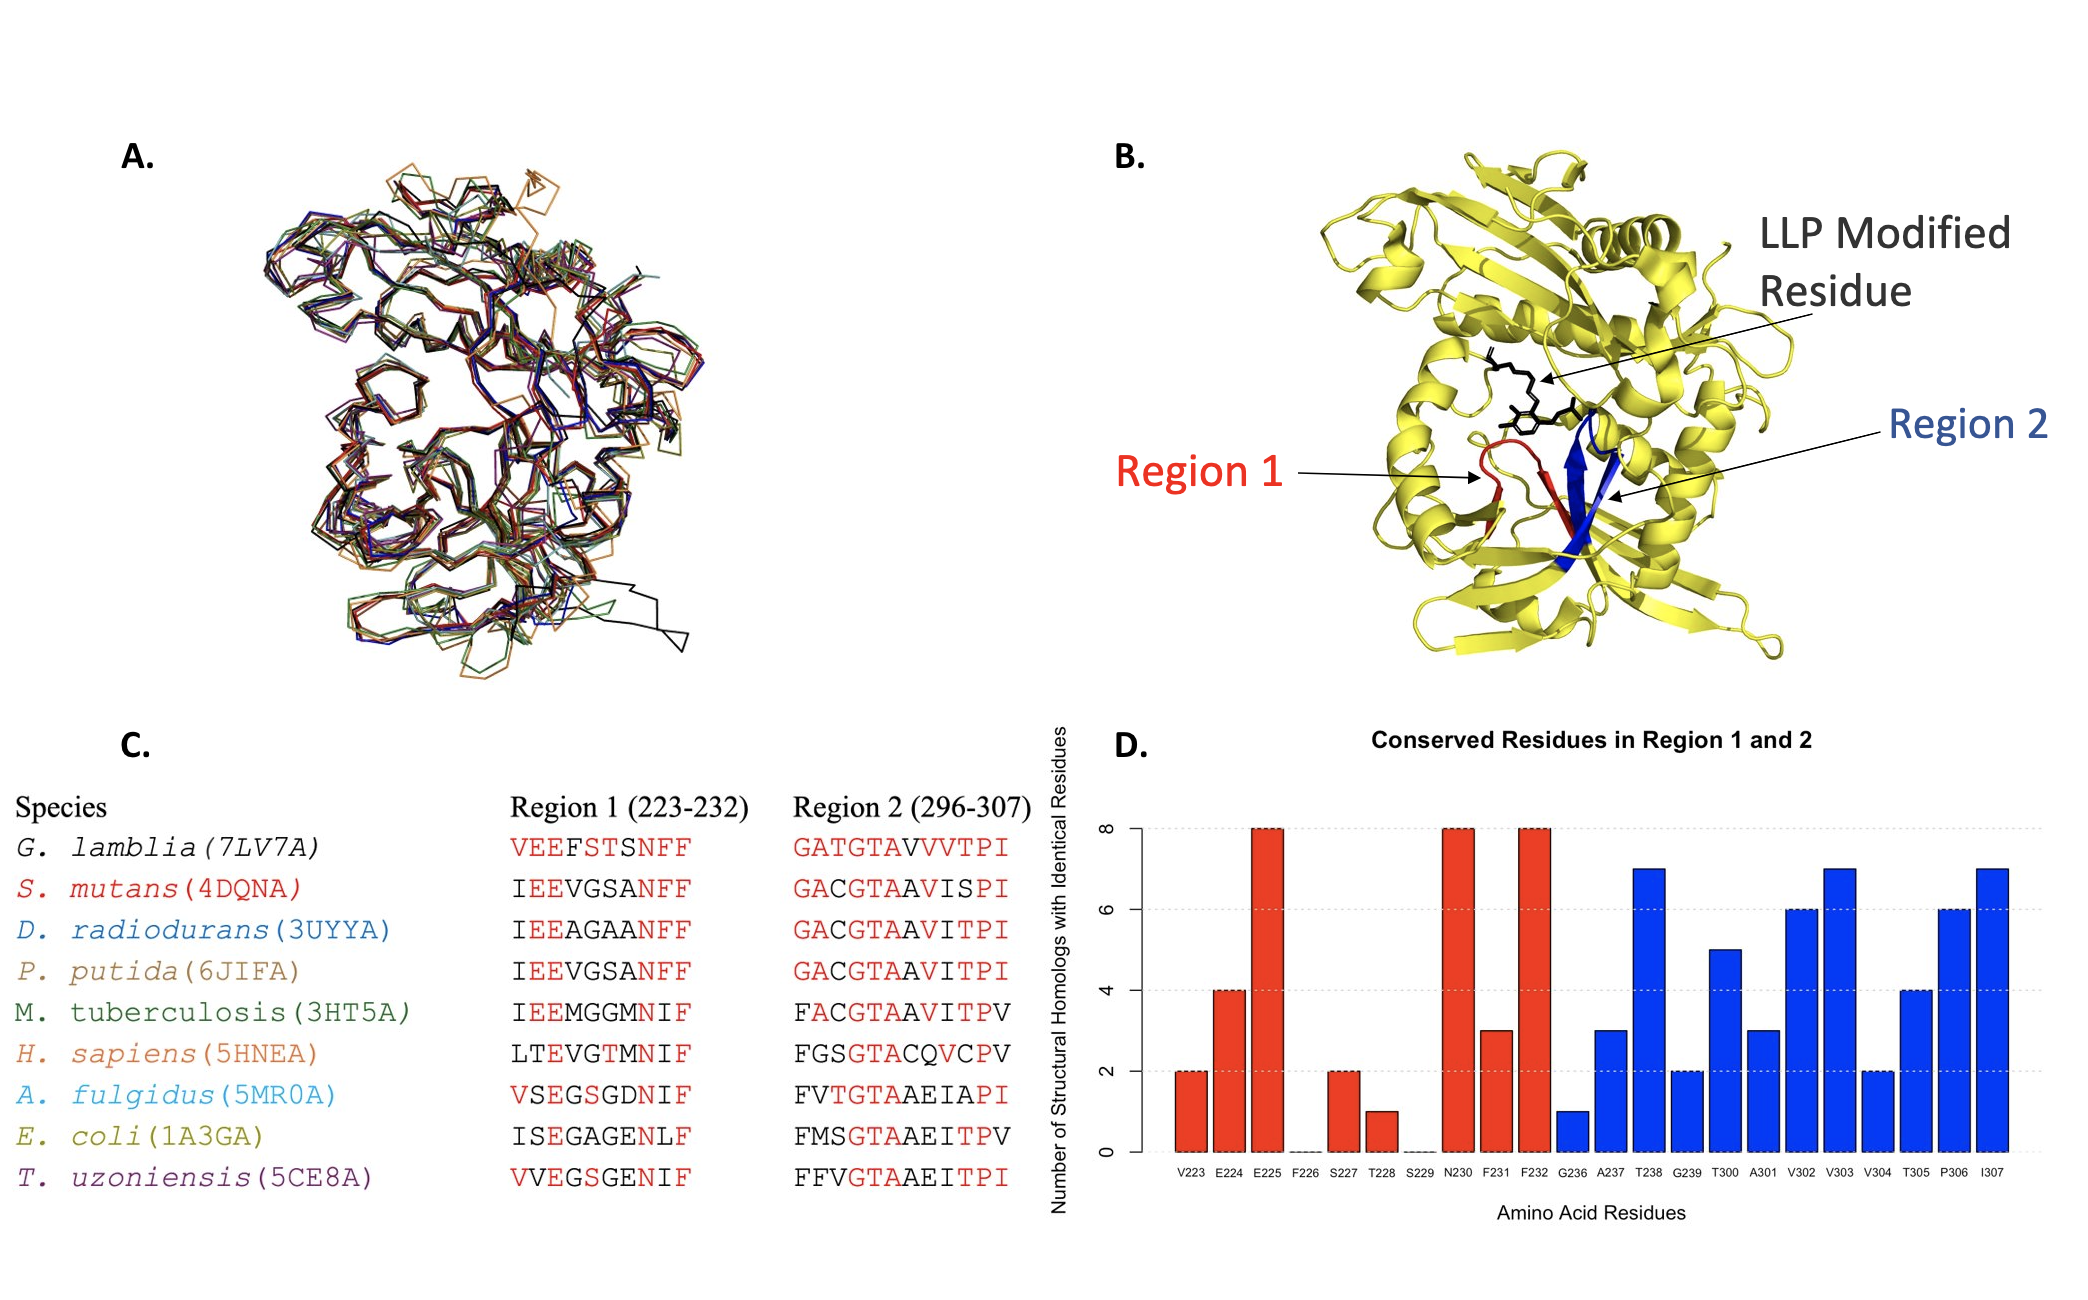 A.
B.
LLP Modified
Residue
Region 1
Region 2
C.
Species Region 1 (223-232) Region 2 (296-307)
G. lamblia(7LV7A) VEEFSTSNFF GATGTAVVVTPI
S. mutans(4DQNA) IEEVGSANFF GACGTAAVISPI
D. radiodurans(3UYYA) IEEAGAANFF GACGTAAVITPI
P. putida(6JIFA) IEEVGSANFF GACGTAAVITPI
M. tuberculosis(3HT5A) IEEMGGMNIF FACGTAAVITPV
H. sapiens(5HNEA) LTEVGTMNIF FGSGTACQVCPV
A. fulgidus(5MR0A) VSEGSGDNIF FVTGTAAEIAPI
E. coli(1A3GA) ISEGAGENLF FMSGTAAEITPV
T. uzoniensis(5CE8A) VVEGSGENIF FFVGTAAEITPI
D.
Conserved Residues in Region 1 and 2
Number of Structural Homologs with Identical Residues
8
6
4
2
0
V223 E224 E225 F226 S227 T228 S229 N230 F231 F232 G236 A237 T238 G239 T300 A301 V302 V303 V304 T305 P306 I307
Amino Acid Residues